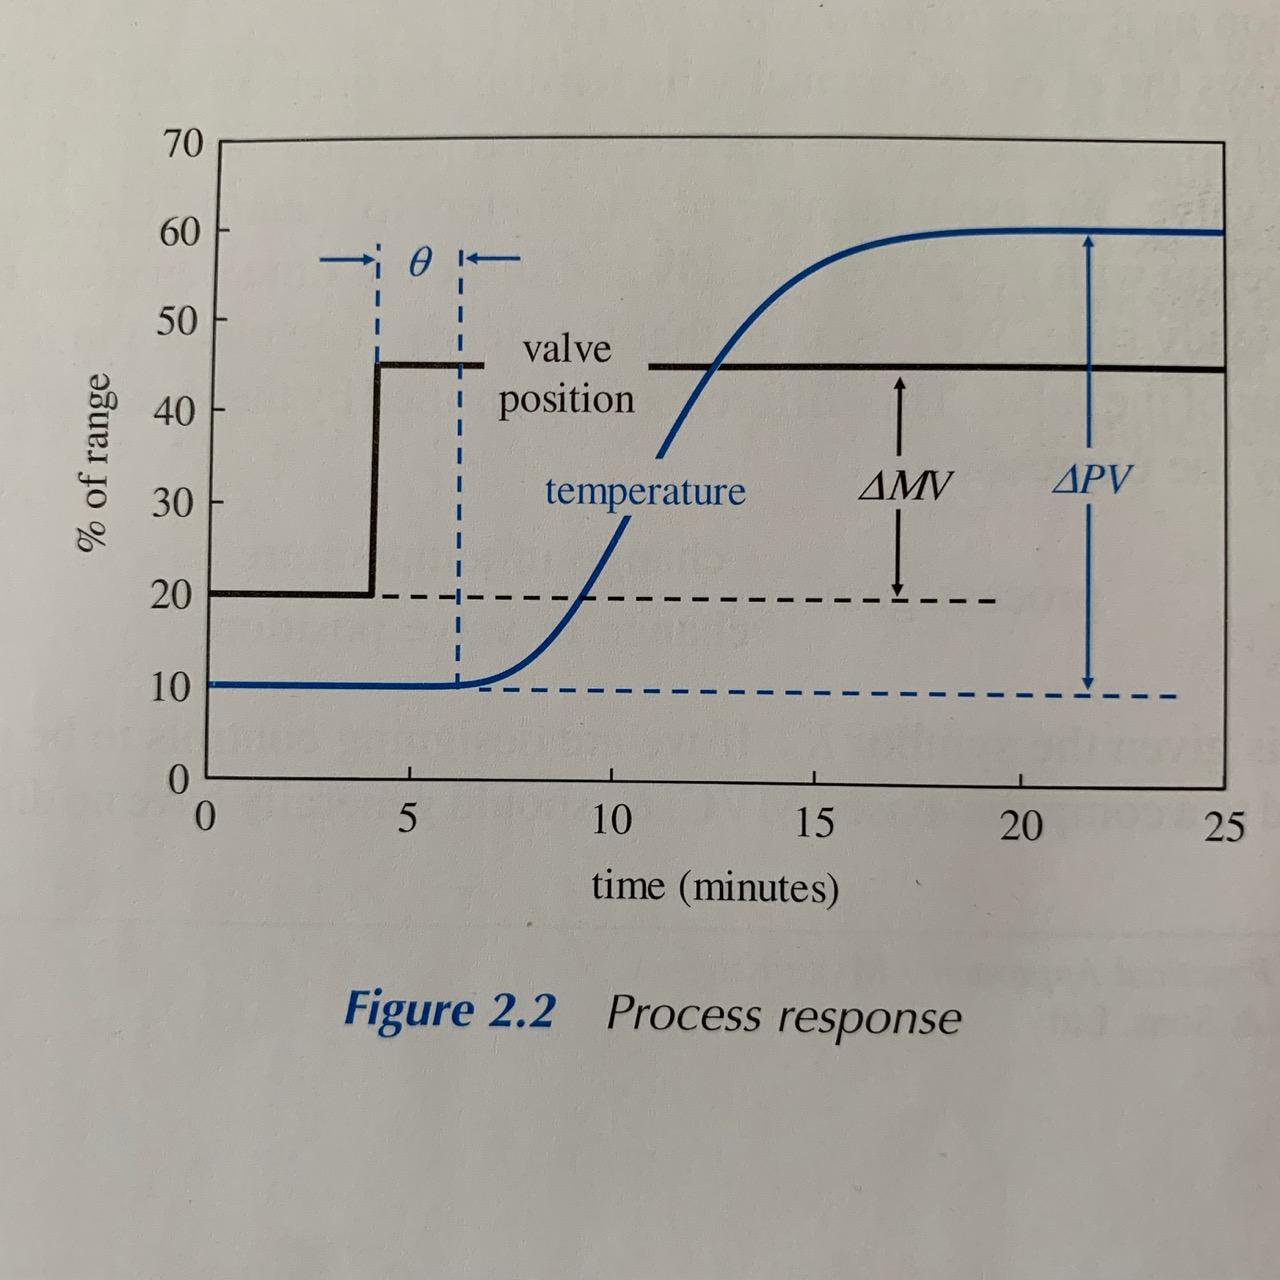 70
60
50
40
30
20
10
0
% of range
θ
valve
position
temperature
ΔMV
ΔPV
0 5 10 15 20 25
time (minutes)
Figure 2.2 Process response